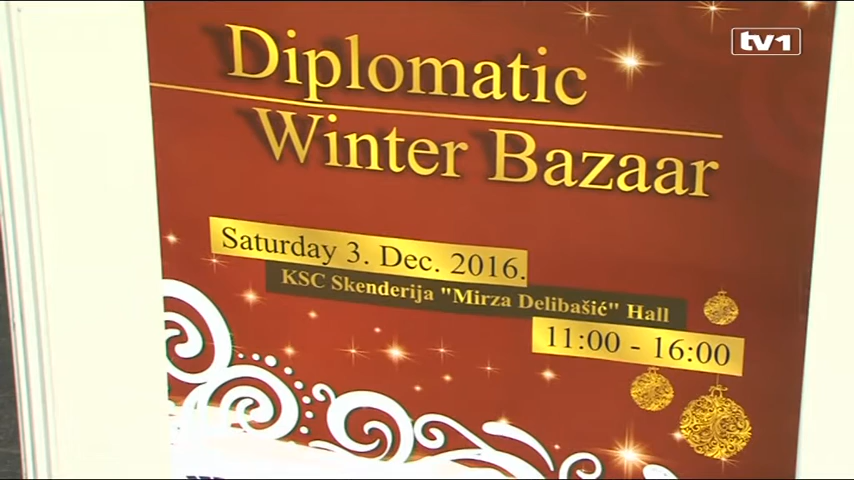 tv1
Diplomatic
Winter Bazaar
Saturday 3. Dec. 2016.
KSC Skenderija "Mirza Delibašić" Hall
11:00 - 16:00